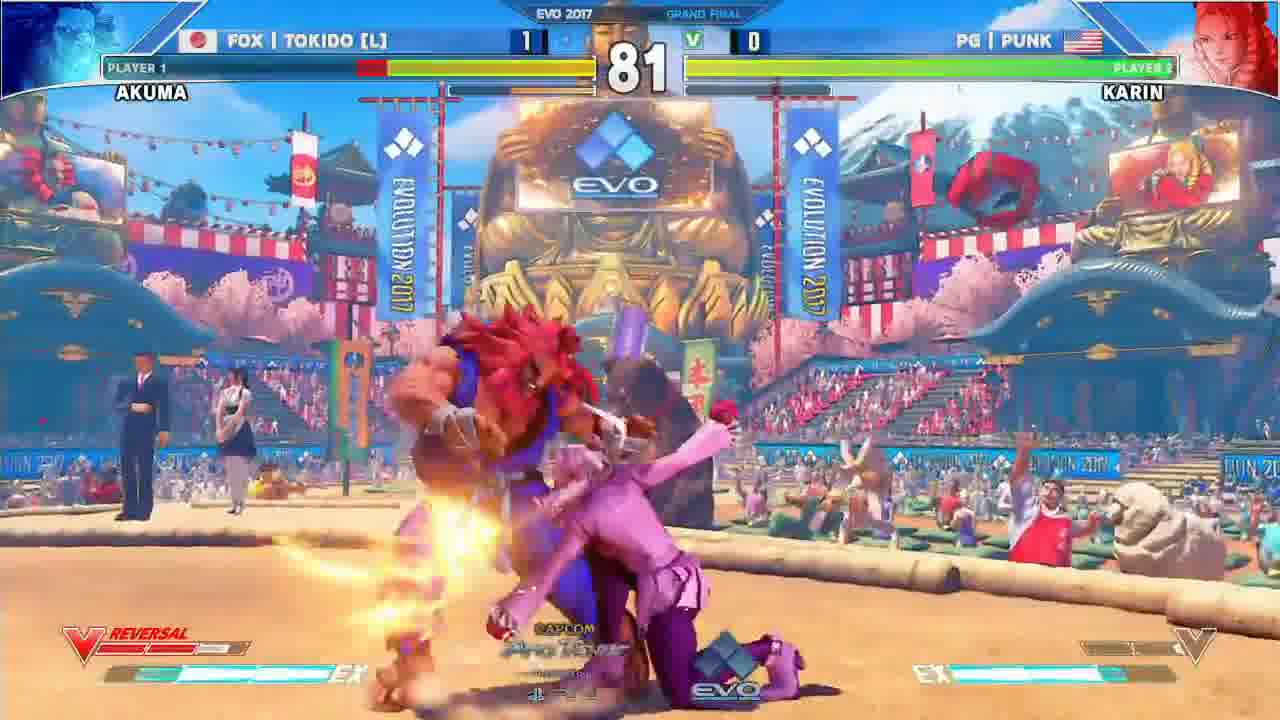 EVO 2017 GRAND FINAL
FOX | TOKIDO [L] 1 V 0 PG | PUNK
PLAYER 1 81 PLAYER 2
AKUMA KARIN
EVO
EVOLUTION 2017
EVOLUTION 2017
REVERSAL
V V
EX EX
CAPCOM
EVO